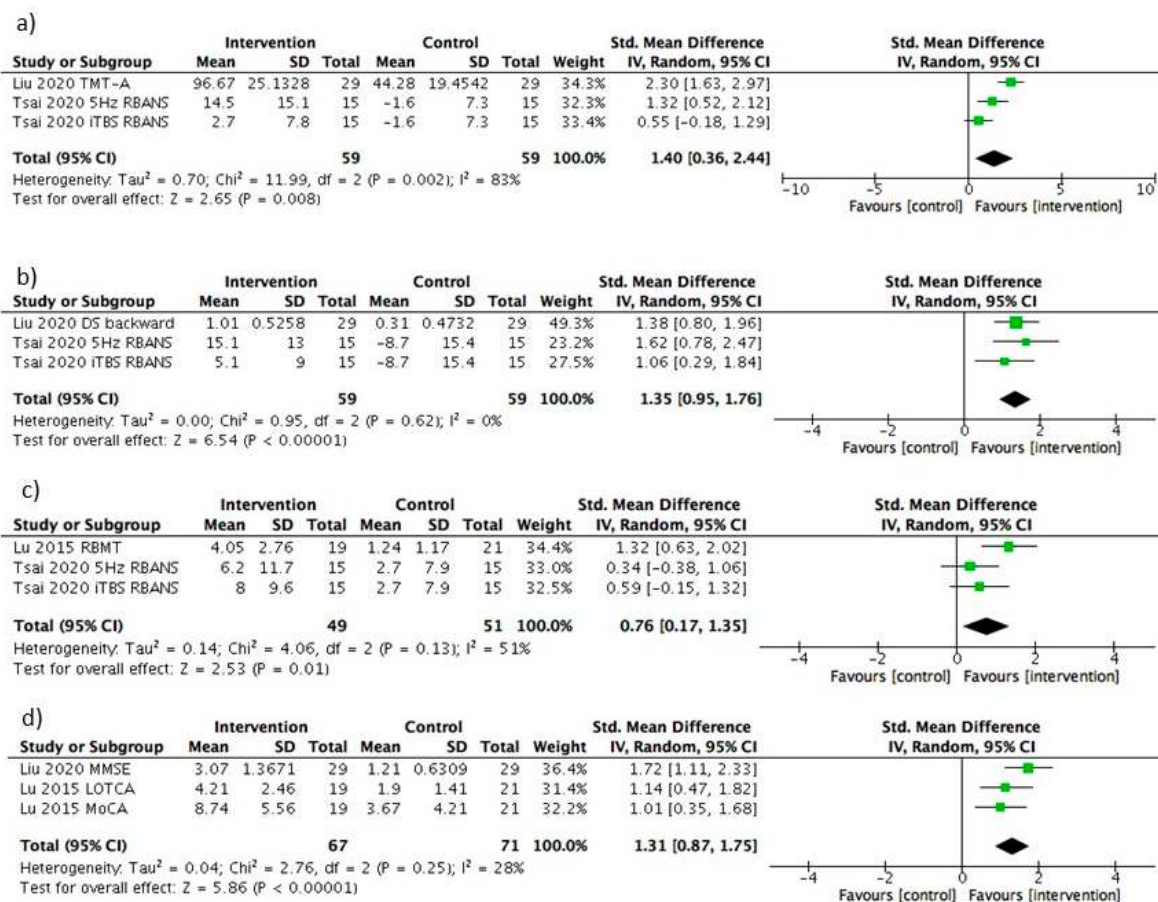 a)
Intervention Control Std. Mean Difference Std. Mean Difference
Study or Subgroup Mean SD Total Mean SD Total Weight IV, Random, 95% CI IV, Random, 95% CI
Liu 2020 TMT-A 96.67 25.1328 29 44.28 19.4542 29 34.3% 2.30 [1.63, 2.97]
Tsai 2020 5Hz RBANS 14.5 15.1 15 -1.6 7.3 15 32.3% 1.32 [0.52, 2.12]
Tsai 2020 iTBS RBANS 2.7 7.8 15 -1.6 7.3 15 33.4% 0.55 [-0.18, 1.29]
Total (95% CI) 59 59 100.0% 1.40 [0.36, 2.44]
Heterogeneity: Tau² = 0.70; Chi² = 11.99, df = 2 (P = 0.002); I² = 83%
Test for overall effect: Z = 2.65 (P = 0.008)
-10 -5 0 5 10
Favours [control] Favours [intervention]
b)
Intervention Control Std. Mean Difference Std. Mean Difference
Study or Subgroup Mean SD Total Mean SD Total Weight IV, Random, 95% CI IV, Random, 95% CI
Liu 2020 DS backward 1.01 0.5258 29 0.31 0.4732 29 49.3% 1.38 [0.80, 1.96]
Tsai 2020 5Hz RBANS 15.1 13 15 -8.7 15.4 15 23.2% 1.62 [0.78, 2.47]
Tsai 2020 iTBS RBANS 5.1 9 15 -8.7 15.4 15 27.5% 1.06 [0.29, 1.84]
Total (95% CI) 59 59 100.0% 1.35 [0.95, 1.76]
Heterogeneity: Tau² = 0.00; Chi² = 0.95, df = 2 (P = 0.62); I² = 0%
Test for overall effect: Z = 6.54 (P < 0.00001)
-4 -2 0 2 4
Favours [control] Favours [intervention]
c)
Intervention Control Std. Mean Difference Std. Mean Difference
Study or Subgroup Mean SD Total Mean SD Total Weight IV, Random, 95% CI IV, Random, 95% CI
Lu 2015 RBMT 4.05 2.76 19 1.24 1.17 21 34.4% 1.32 [0.63, 2.02]
Tsai 2020 5Hz RBANS 6.2 11.7 15 2.7 7.9 15 33.0% 0.34 [-0.38, 1.06]
Tsai 2020 iTBS RBANS 8 9.6 15 2.7 7.9 15 32.5% 0.59 [-0.15, 1.32]
Total (95% CI) 49 51 100.0% 0.76 [0.17, 1.35]
Heterogeneity: Tau² = 0.14; Chi² = 4.06, df = 2 (P = 0.13); I² = 51%
Test for overall effect: Z = 2.53 (P = 0.01)
-4 -2 0 2 4
Favours [control] Favours [intervention]
d)
Intervention Control Std. Mean Difference Std. Mean Difference
Study or Subgroup Mean SD Total Mean SD Total Weight IV, Random, 95% CI IV, Random, 95% CI
Liu 2020 MMSE 3.07 1.3671 29 1.21 0.6309 29 36.4% 1.72 [1.11, 2.33]
Lu 2015 LOTCA 4.21 2.46 19 1.9 1.41 21 31.4% 1.14 [0.47, 1.82]
Lu 2015 MoCA 8.74 5.56 19 3.67 4.21 21 32.2% 1.01 [0.35, 1.68]
Total (95% CI) 67 71 100.0% 1.31 [0.87, 1.75]
Heterogeneity: Tau² = 0.04; Chi² = 2.76, df = 2 (P = 0.25); I² = 28%
Test for overall effect: Z = 5.86 (P < 0.00001)
-4 -2 0 2 4
Favours [control] Favours [intervention]